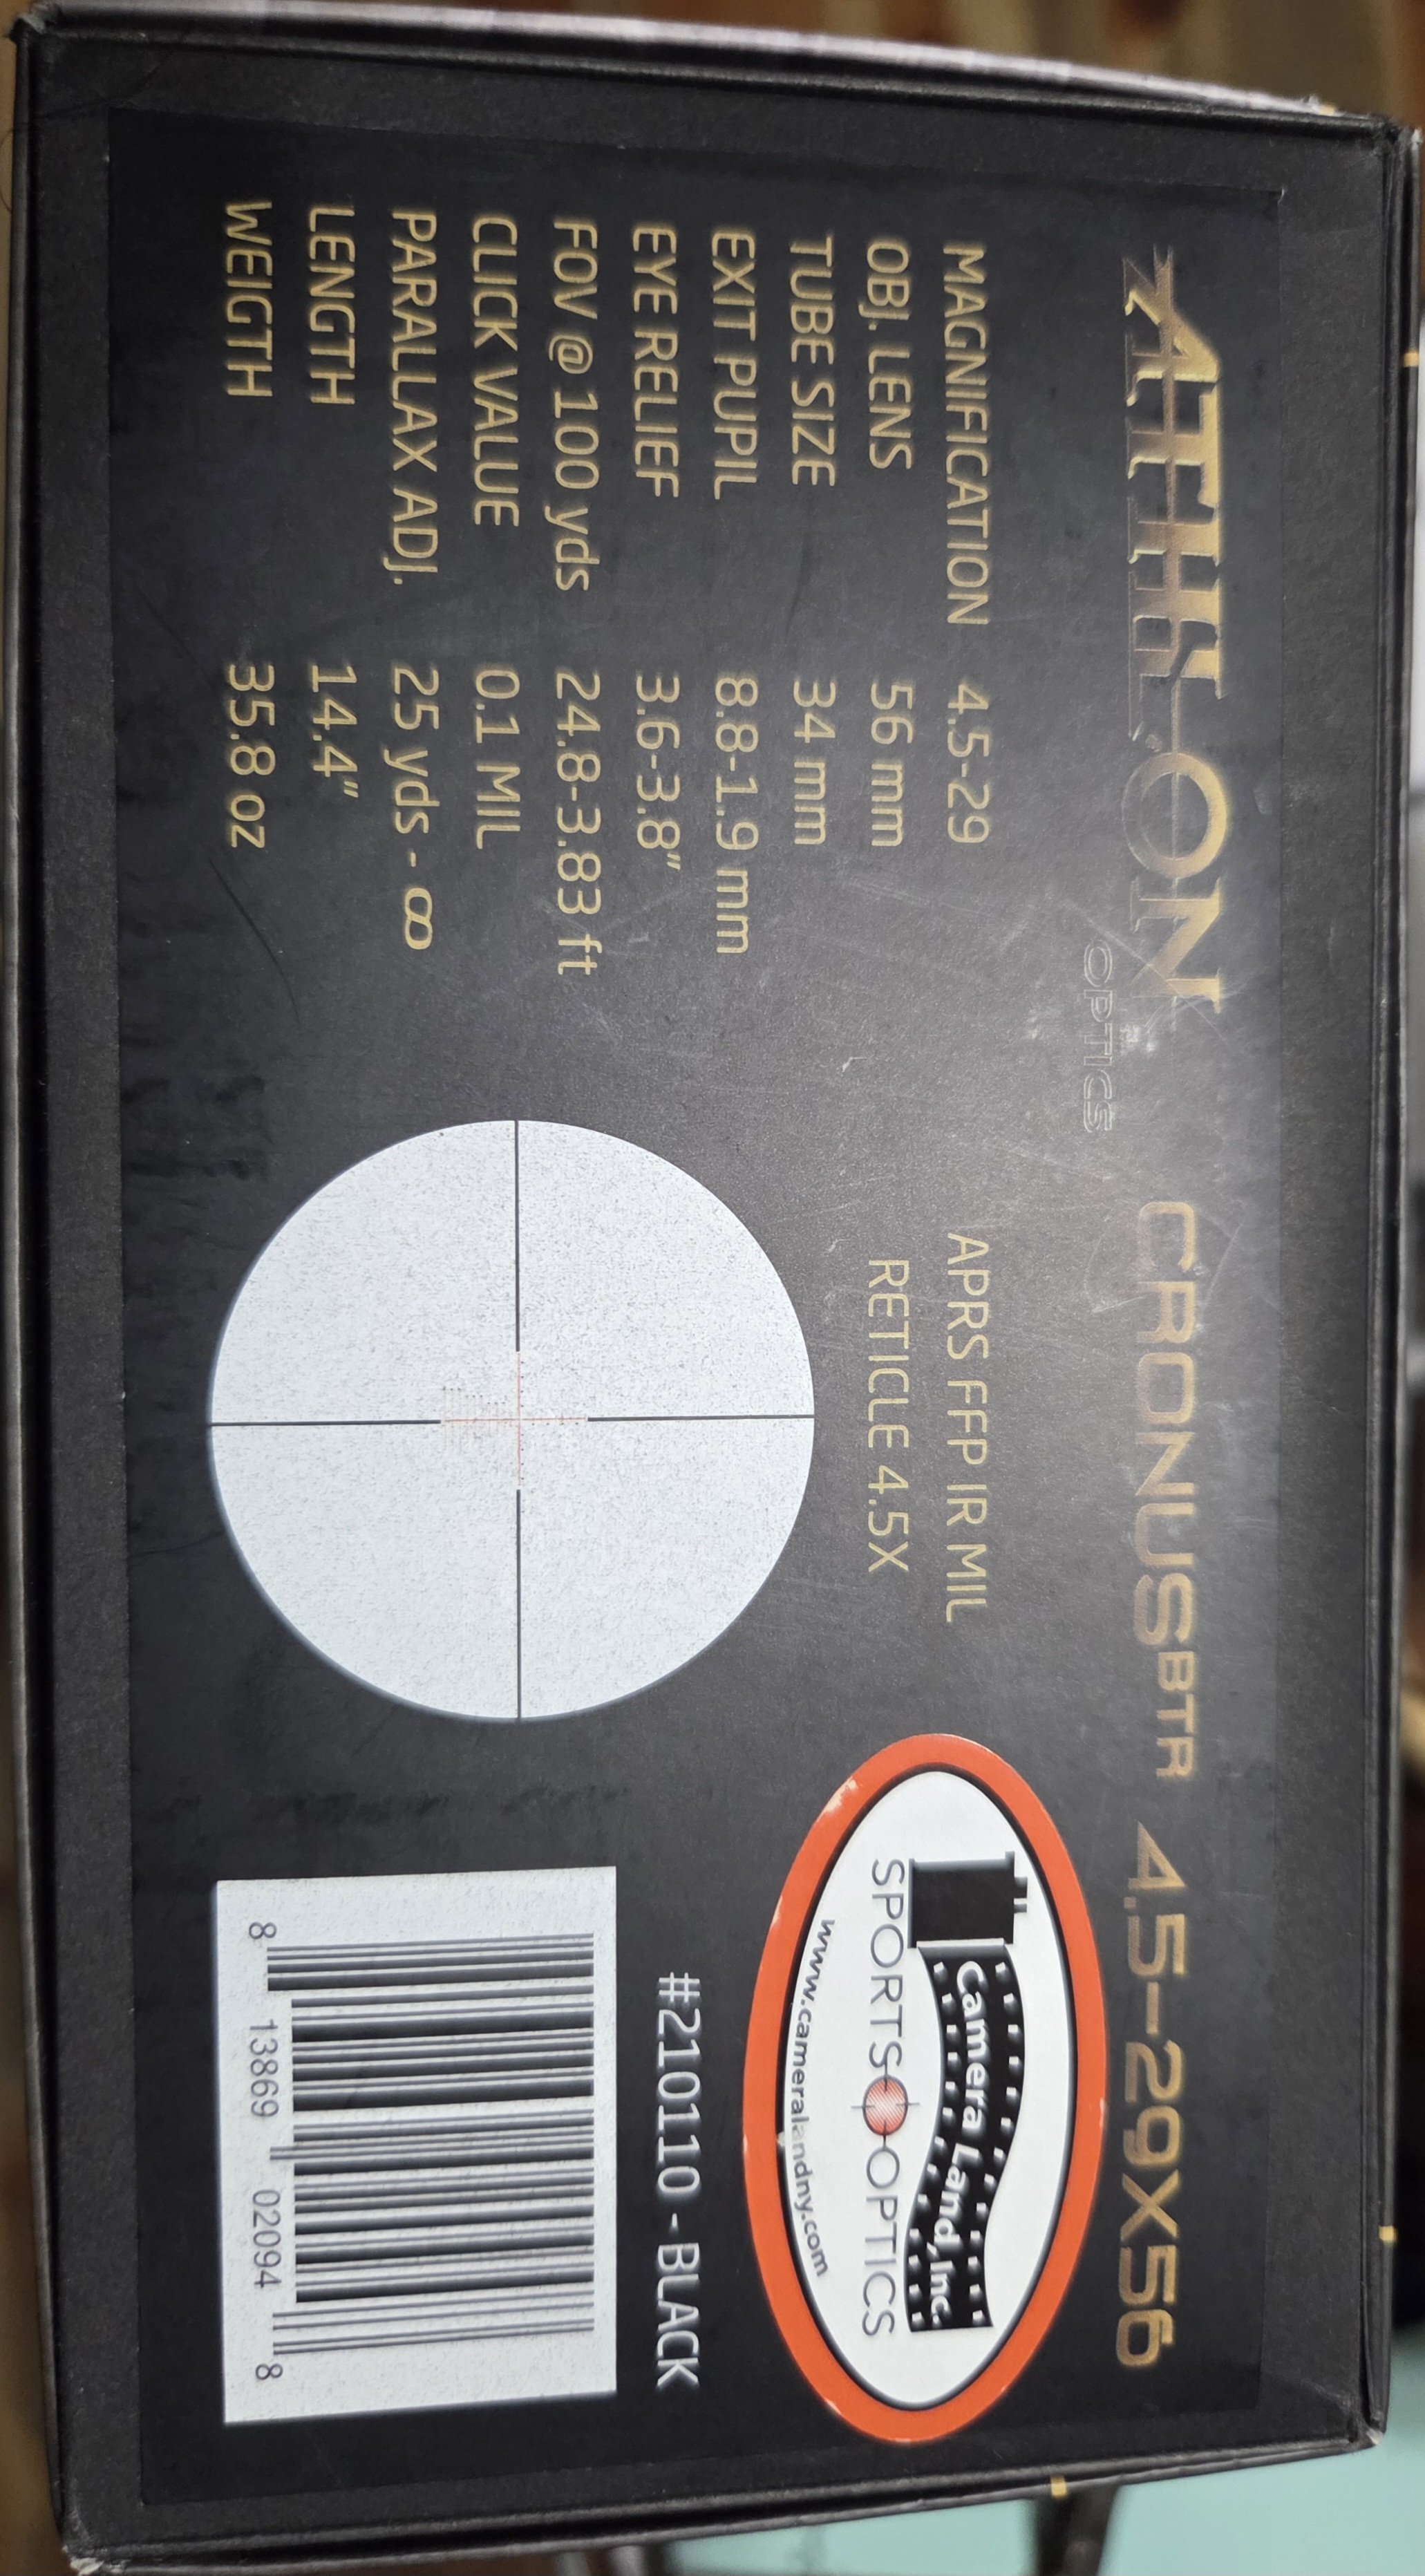 ATHLON
OPTICS
CRONUSBTR 4.5-29X56
MAGNIFICATION 4.5-29
OBJ. LENS 56 mm
TUBE SIZE 34 mm
EXIT PUPIL 8.8-1.9 mm
EYE RELIEF 3.6-3.8"
FOV @ 100 yds 24.8-3.83 ft
CLICK VALUE 0.1 MIL
PARALLAX ADJ. 25 yds - ∞
LENGTH 14.4"
WEIGTH 35.8 oz
APRS FFP IR MIL
RETICLE 4.5X
Camera Land, Inc.
SPORTS OPTICS
www.cameralandny.com
#210110 - BLACK
8 13869 02094 8